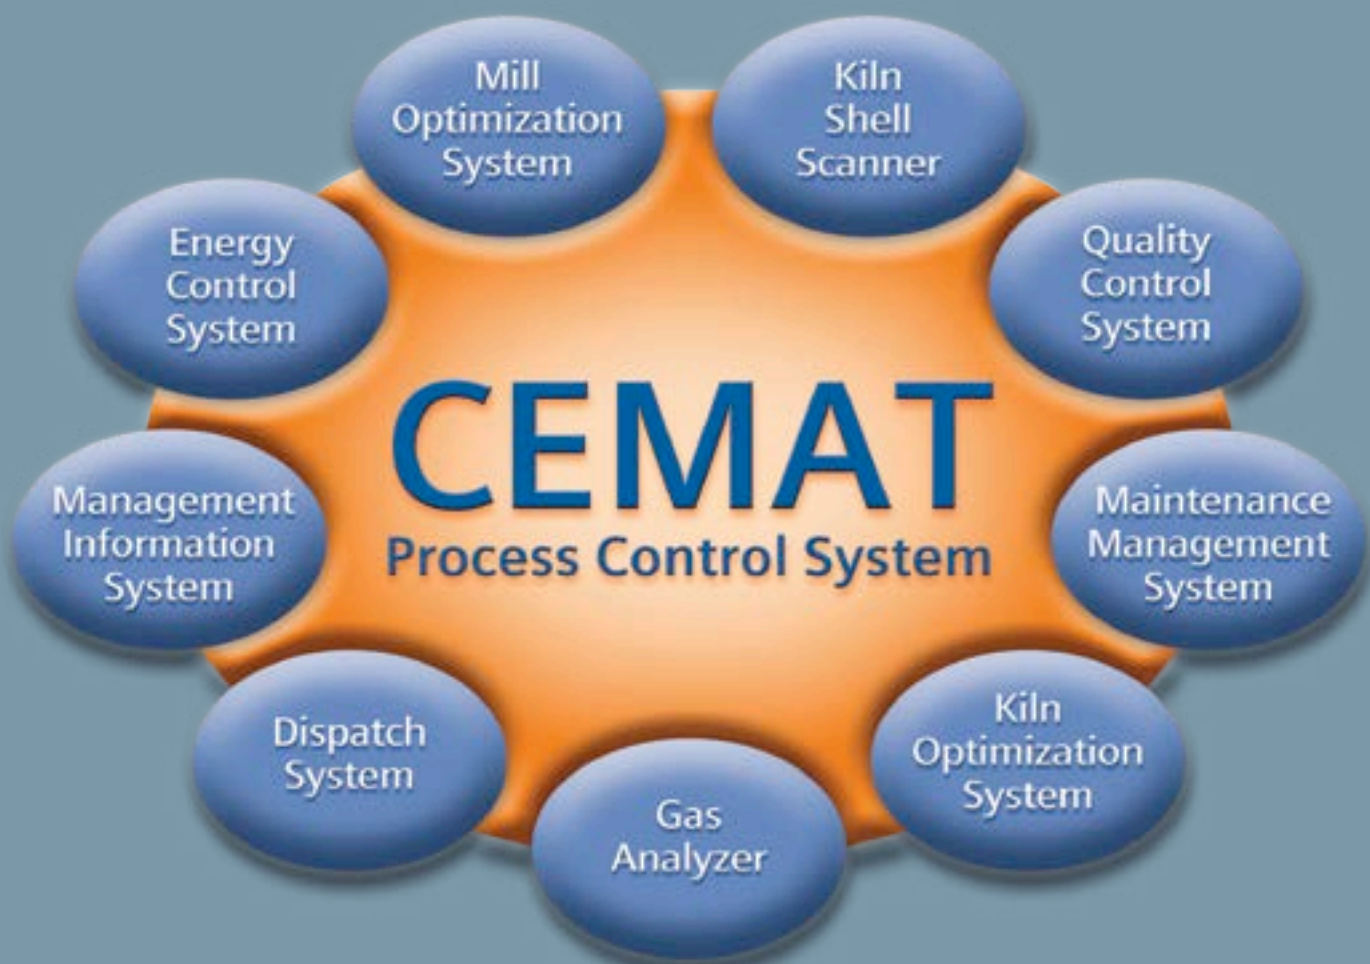 Mill
Optimization
System
Kiln
Shell
Scanner
Energy
Control
System
Quality
Control
System
CEMAT
Process Control System
Management
Information
System
Maintenance
Management
System
Dispatch
System
Kiln
Optimization
System
Gas
Analyzer